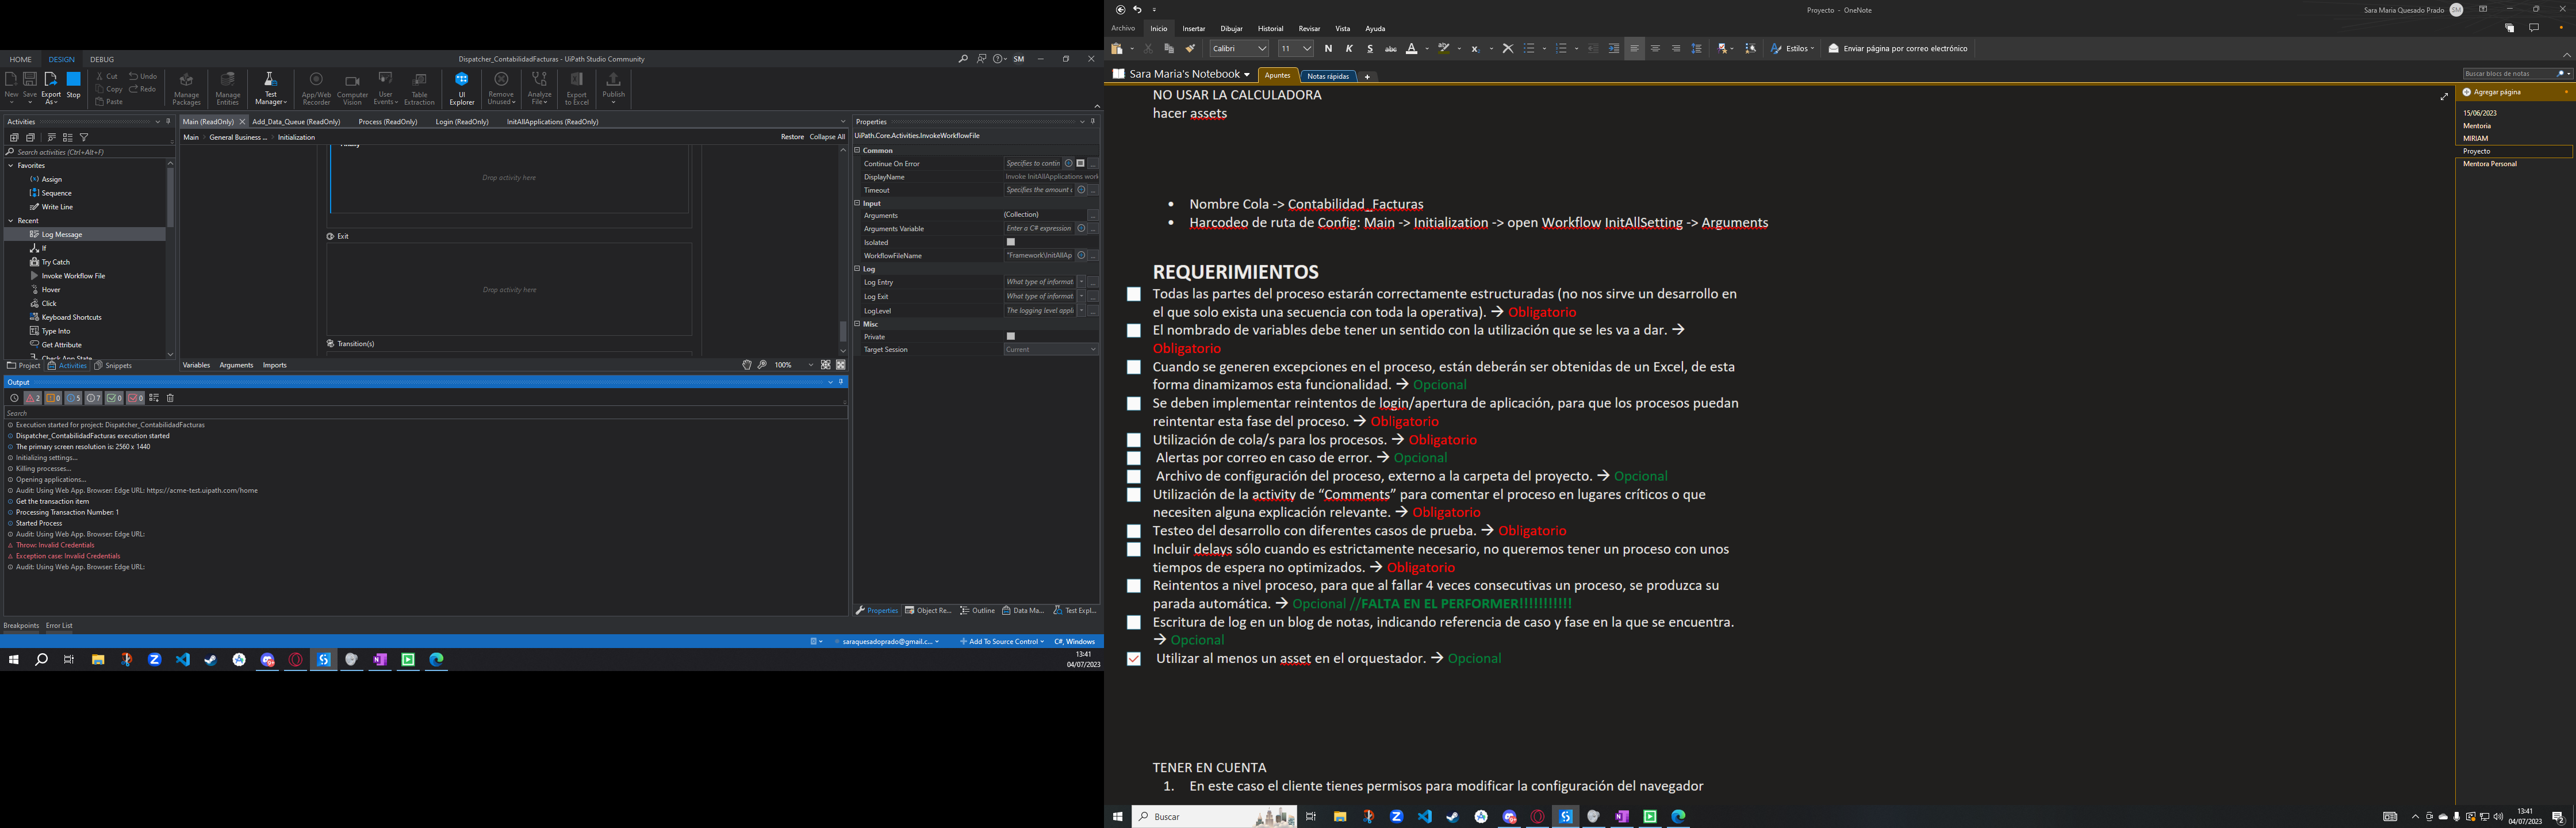 HOME DESIGN DEBUG
Dispatcher_ContabilidadFacturas - UiPath Studio Community
SM
New Save Export As Stop
Cut Copy Paste Undo Redo
Manage Packages
Manage Entities
Test Manager
App/Web Recorder
Computer Vision
User Events
Table Extraction
UI Explorer
Remove Unused
Analyze File
Export to Excel
Publish
Activities
Search activities (Ctrl+Alt+F)
Favorites
Assign
Sequence
Write Line
Recent
Log Message
If
Try Catch
Invoke Workflow File
Hover
Click
Keyboard Shortcuts
Type Into
Get Attribute
Check App State
Project Activities Snippets
Main (ReadOnly) Add_Data_Queue (ReadOnly) Process (ReadOnly) Login (ReadOnly) InitAllApplications (ReadOnly)
Main General Business ... Initialization
Restore Collapse All
Drop activity here
Exit
Drop activity here
Transition(s)
Variables Arguments Imports
100%
Properties
UiPath.Core.Activities.InvokeWorkflowFile
Common
Continue On Error Specifies to contin
DisplayName Invoke InitAllApplications work
Timeout Specifies the amount o
Input
Arguments (Collection)
Arguments Variable Enter a C# expression
Isolated
WorkflowFileName "Framework\InitAllAp
Log
Log Entry What type of informat
Log Exit What type of informat
LogLevel The logging level appli
Misc
Private
Target Session Current
Properties Object Re... Outline Data Ma... Test Expl...
Output
2 0 5 7 0 0
Search
Execution started for project: Dispatcher_ContabilidadFacturas
Dispatcher_ContabilidadFacturas execution started
The primary screen resolution is: 2560 x 1440
Initializing settings...
Killing processes...
Opening applications...
Audit: Using Web App. Browser: Edge URL: https://acme-test.uipath.com/home
Get the transaction item
Processing Transaction Number: 1
Started Process
Audit: Using Web App. Browser: Edge URL:
Throw: Invalid Credentials
Exception case: Invalid Credentials
Audit: Using Web App. Browser: Edge URL:
Breakpoints Error List
saraquesadoprado@gmail.c... Add To Source Control C#, Windows
13:41
04/07/2023
Proyecto - OneNote
Sara Maria Quesado Prado SM
Archivo Inicio Insertar Dibujar Historial Revisar Vista Ayuda
Calibri 11 N K S abc A Estilos Enviar página por correo electrónico
Sara Maria's Notebook Apuntes Notas rápidas +
Buscar blocs de notas
Agregar página
15/06/2023
Mentoria
MIRIAM
Proyecto
Mentora Personal
NO USAR LA CALCULADORA
hacer assets
• Nombre Cola -> Contabilidad_Facturas
• Harcodeo de ruta de Config: Main -> Initialization -> open Workflow InitAllSetting -> Arguments
REQUERIMIENTOS
Todas las partes del proceso estarán correctamente estructuradas (no nos sirve un desarrollo en
el que solo exista una secuencia con toda la operativa). → Obligatorio
El nombrado de variables debe tener un sentido con la utilización que se les va a dar. →
Obligatorio
Cuando se generen excepciones en el proceso, están deberán ser obtenidas de un Excel, de esta
forma dinamizamos esta funcionalidad. → Opcional
Se deben implementar reintentos de login/apertura de aplicación, para que los procesos puedan
reintentar esta fase del proceso. → Obligatorio
Utilización de cola/s para los procesos. → Obligatorio
Alertas por correo en caso de error. → Opcional
Archivo de configuración del proceso, externo a la carpeta del proyecto. → Opcional
Utilización de la activity de “Comments” para comentar el proceso en lugares críticos o que
necesiten alguna explicación relevante. → Obligatorio
Testeo del desarrollo con diferentes casos de prueba. → Obligatorio
Incluir delays sólo cuando es estrictamente necesario, no queremos tener un proceso con unos
tiempos de espera no optimizados. → Obligatorio
Reintentos a nivel proceso, para que al fallar 4 veces consecutivas un proceso, se produzca su
parada automática. → Opcional //FALTA EN EL PERFORMER!!!!!!!!!!!
Escritura de log en un blog de notas, indicando referencia de caso y fase en la que se encuentra.
→ Opcional
Utilizar al menos un asset en el orquestador. → Opcional
TENER EN CUENTA
1. En este caso el cliente tienes permisos para modificar la configuración del navegador
Buscar
13:41
04/07/2023